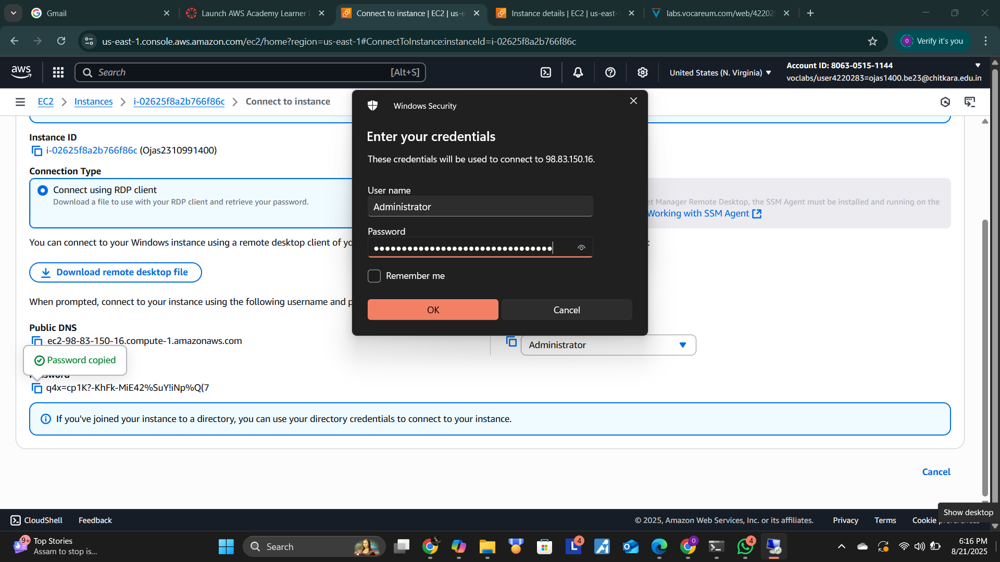 Gmail
Launch AWS Academy Learner
Connect to instance | EC2 | us-e
Instance details | EC2 | us-east-
labs.vocareum.com/web/42202
us-east-1.console.aws.amazon.com/ec2/home?region=us-east-1#ConnectToInstance:instanceId=i-02625f8a2b766f86c
Verify it's you
aws
Search
[Alt+S]
United States (N. Virginia)
Account ID: 8063-0515-1144
voclabs/user4220283=ojas1400.be23@chitkara.edu.in
EC2
Instances
i-02625f8a2b766f86c
Connect to instance
Instance ID
i-02625f8a2b766f86c (Ojas2310991400)
Connection Type
Connect using RDP client
Download a file to use with your RDP client and retrieve your password.
et Manager Remote Desktop, the SSM Agent must be installed and running on the
Working with SSM Agent
You can connect to your Windows instance using a remote desktop client of yo
Download remote desktop file
When prompted, connect to your instance using the following username and p
Public DNS
ec2-98-83-150-16.compute-1.amazonaws.com
Administrator
Password copied
q4x=cp1K?-KhFk-MiE42%SuY!iNp%Q(7
If you've joined your instance to a directory, you can use your directory credentials to connect to your instance.
Cancel
Windows Security
Enter your credentials
These credentials will be used to connect to 98.83.150.16.
User name
Administrator
Password
Remember me
OK
Cancel
CloudShell
Feedback
© 2025, Amazon Web Services, Inc. or its affiliates.
Privacy
Terms
Cookie
Show desktop
9+
Top Stories
Assam to stop is...
Search
4
0
4
6:16 PM
8/21/2025